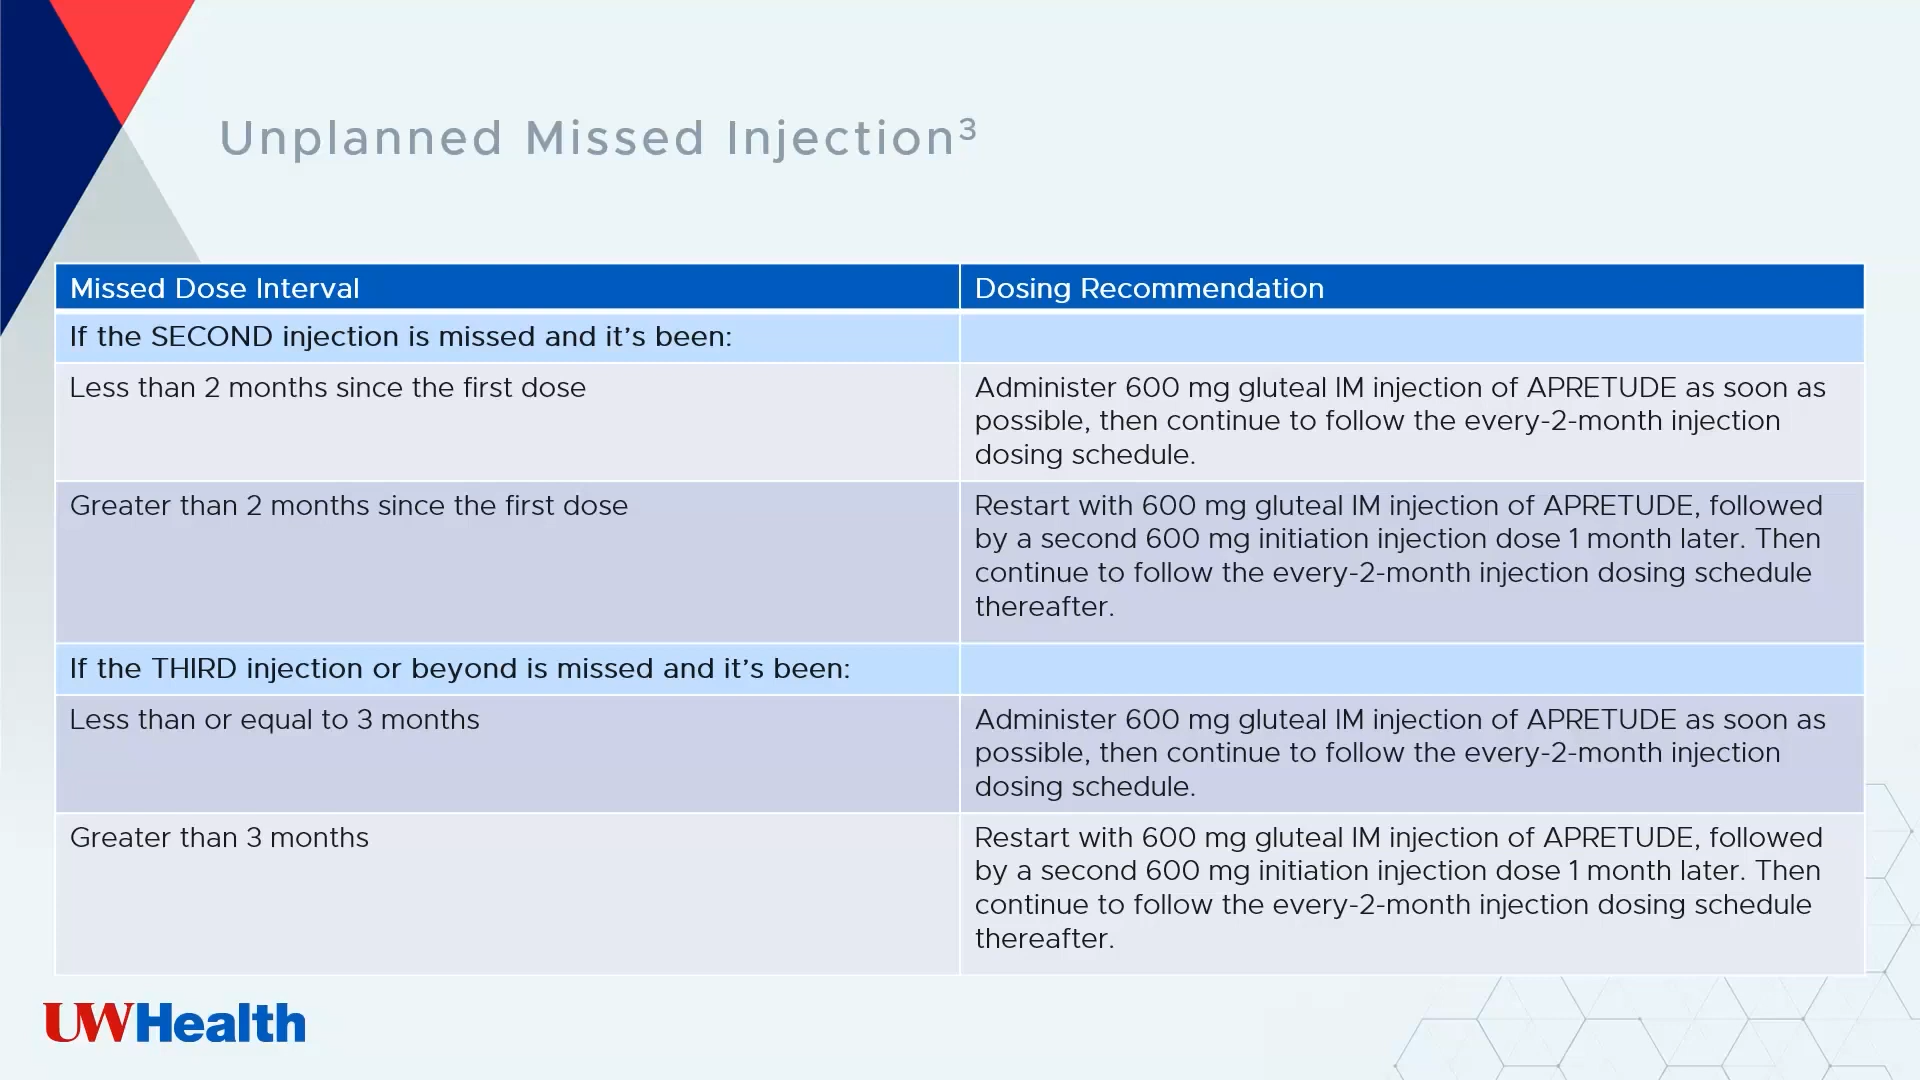 Unplanned Missed Injection³
Missed Dose Interval
Dosing Recommendation
If the SECOND injection is missed and it’s been:
Less than 2 months since the first dose
Administer 600 mg gluteal IM injection of APRETUDE as soon as
possible, then continue to follow the every-2-month injection
dosing schedule.
Greater than 2 months since the first dose
Restart with 600 mg gluteal IM injection of APRETUDE, followed
by a second 600 mg initiation injection dose 1 month later. Then
continue to follow the every-2-month injection dosing schedule
thereafter.
If the THIRD injection or beyond is missed and it’s been:
Less than or equal to 3 months
Administer 600 mg gluteal IM injection of APRETUDE as soon as
possible, then continue to follow the every-2-month injection
dosing schedule.
Greater than 3 months
Restart with 600 mg gluteal IM injection of APRETUDE, followed
by a second 600 mg initiation injection dose 1 month later. Then
continue to follow the every-2-month injection dosing schedule
thereafter.
UWHealth